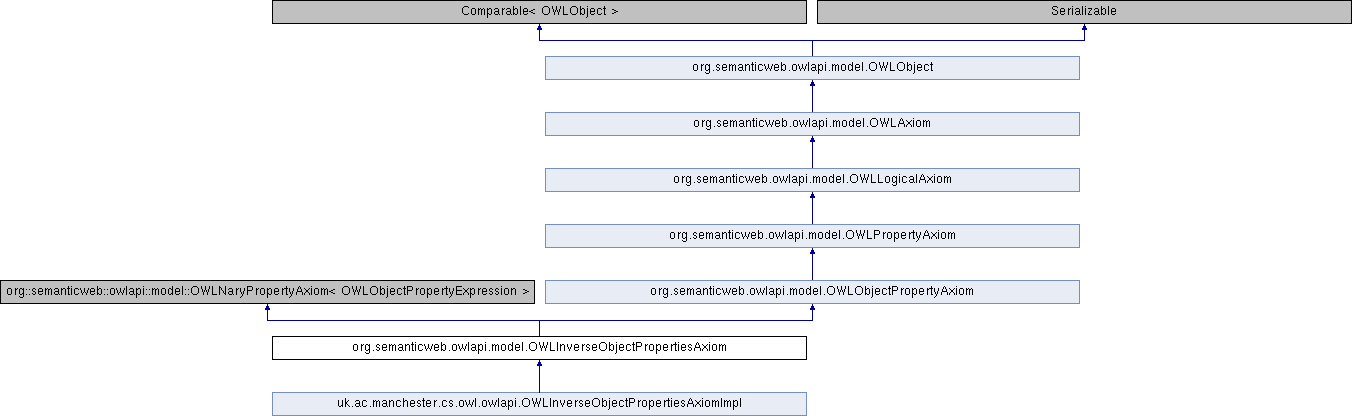 Comparable< OWLObject >
Serializable
org.semanticweb.owlapi.model.OWLObject
org.semanticweb.owlapi.model.OWLAxiom
org.semanticweb.owlapi.model.OWLLogicalAxiom
org.semanticweb.owlapi.model.OWLPropertyAxiom
org::semanticweb::owlapi::model::OWLNaryPropertyAxiom< OWLObjectPropertyExpression >
org.semanticweb.owlapi.model.OWLObjectPropertyAxiom
org.semanticweb.owlapi.model.OWLInverseObjectPropertiesAxiom
uk.ac.manchester.cs.owl.owlapi.OWLInverseObjectPropertiesAxiomImpl